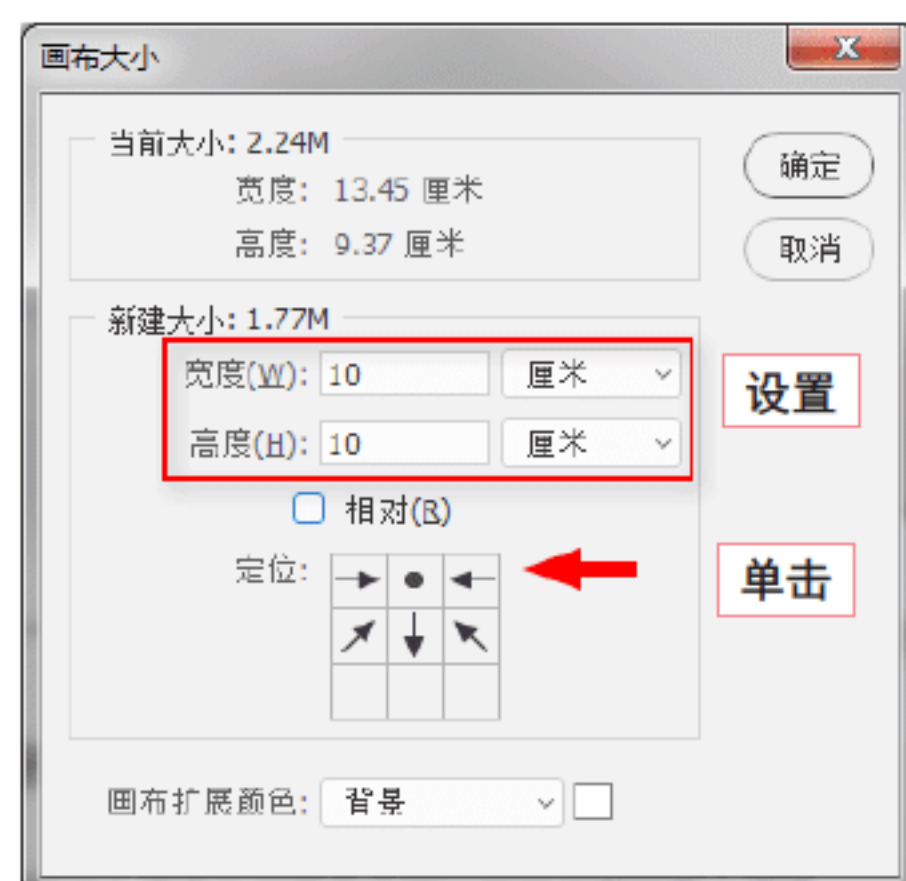 画布大小
当前大小: 2.24M
宽度: 13.45 厘米
高度: 9.37 厘米
确定
取消
新建大小: 1.77M
宽度(W): 10 厘米
高度(H): 10 厘米
设置
相对(R)
定位:
单击
画布扩展颜色: 背景